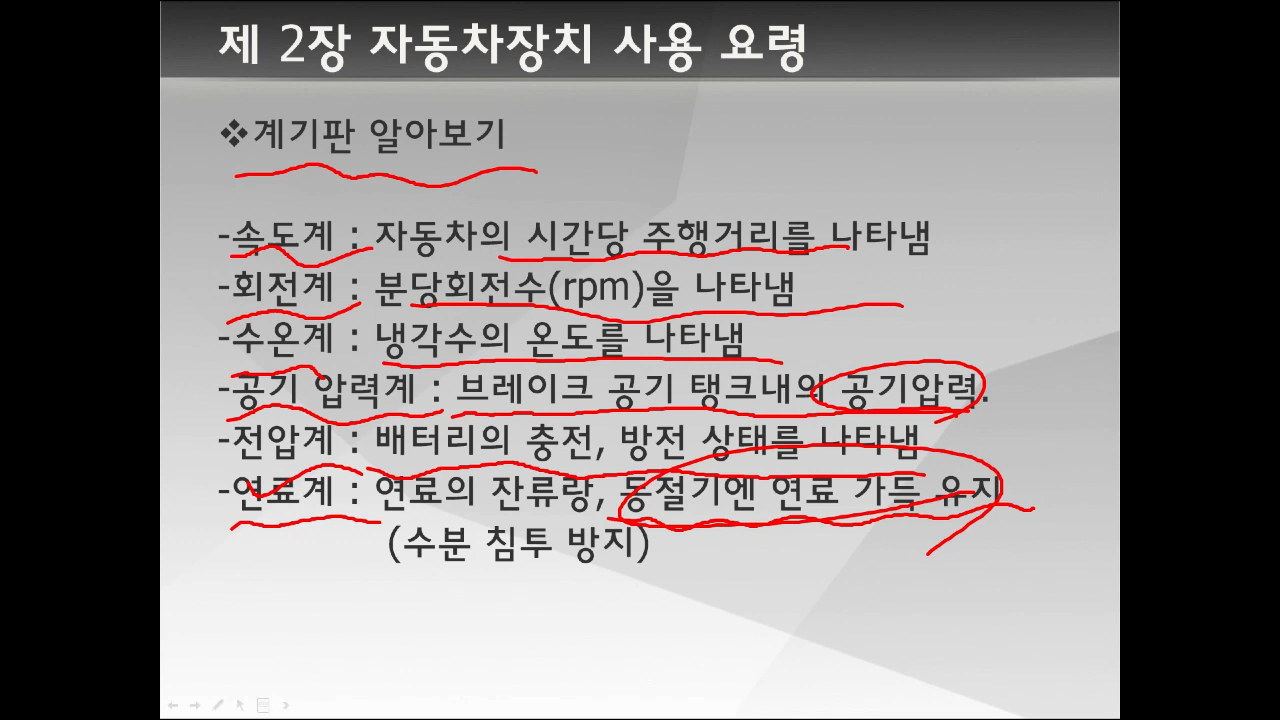 제 2장 자동차장치 사용 요령
❖계기판 알아보기
-속도계 : 자동차의 시간당 주행거리를 나타냄
-회전계 : 분당회전수(rpm)을 나타냄
-수온계 : 냉각수의 온도를 나타냄
-공기 압력계 : 브레이크 공기 탱크내의 공기압력.
-전압계 : 배터리의 충전, 방전 상태를 나타냄
-연료계 : 연료의 잔류랑, 동절기엔 연료 가득 유지
(수분 침투 방지)